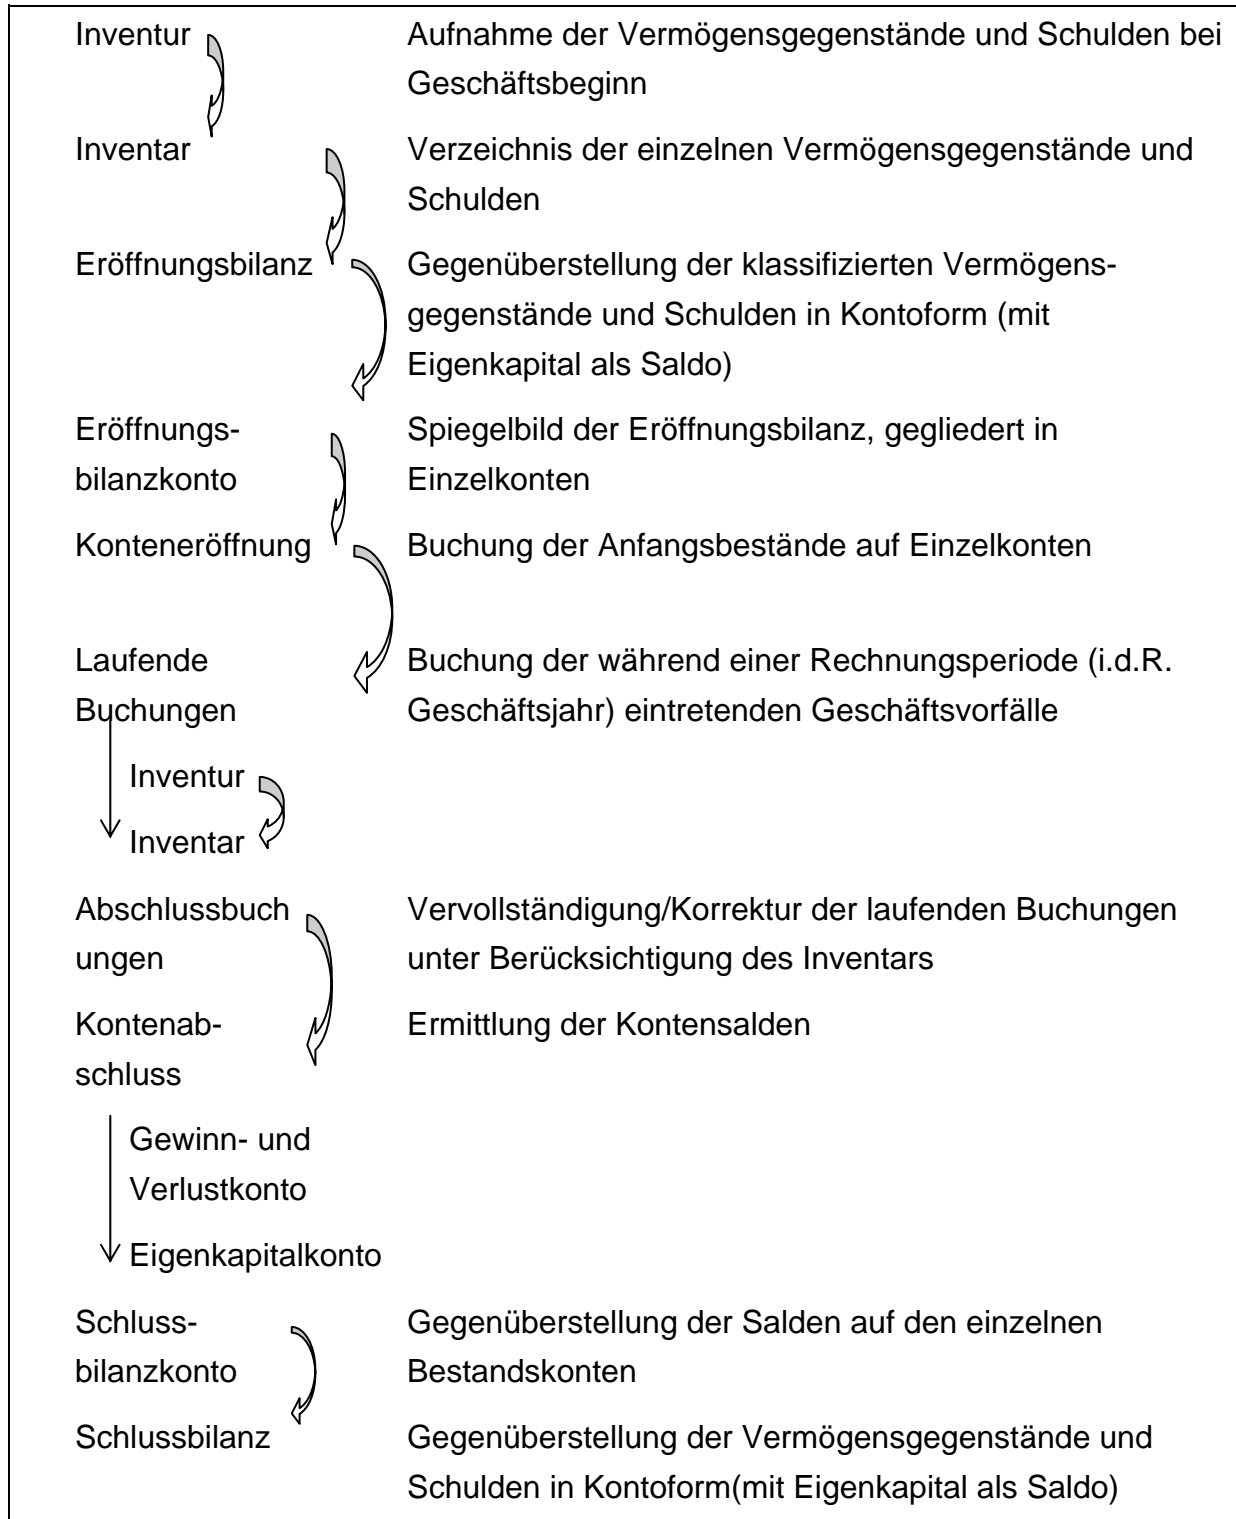 Inventur Aufnahme der Vermögensgegenstände und Schulden bei
Geschäftsbeginn
Inventar Verzeichnis der einzelnen Vermögensgegenstände und
Schulden
Eröffnungsbilanz Gegenüberstellung der klassifizierten Vermögens-
gegenstände und Schulden in Kontoform (mit
Eigenkapital als Saldo)
Eröffnungs- Spiegelbild der Eröffnungsbilanz, gegliedert in
bilanzkonto Einzelkonten
Konteneröffnung Buchung der Anfangsbestände auf Einzelkonten
Laufende Buchung der während einer Rechnungsperiode (i.d.R.
Buchungen Geschäftsjahr) eintretenden Geschäftsvorfälle
Inventur
Inventar
Abschlussbuch Vervollständigung/Korrektur der laufenden Buchungen
ungen unter Berücksichtigung des Inventars
Kontenab- Ermittlung der Kontensalden
schluss
Gewinn- und
Verlustkonto
Eigenkapitalkonto
Schluss- Gegenüberstellung der Salden auf den einzelnen
bilanzkonto Bestandskonten
Schlussbilanz Gegenüberstellung der Vermögensgegenstände und
Schulden in Kontoform(mit Eigenkapital als Saldo)